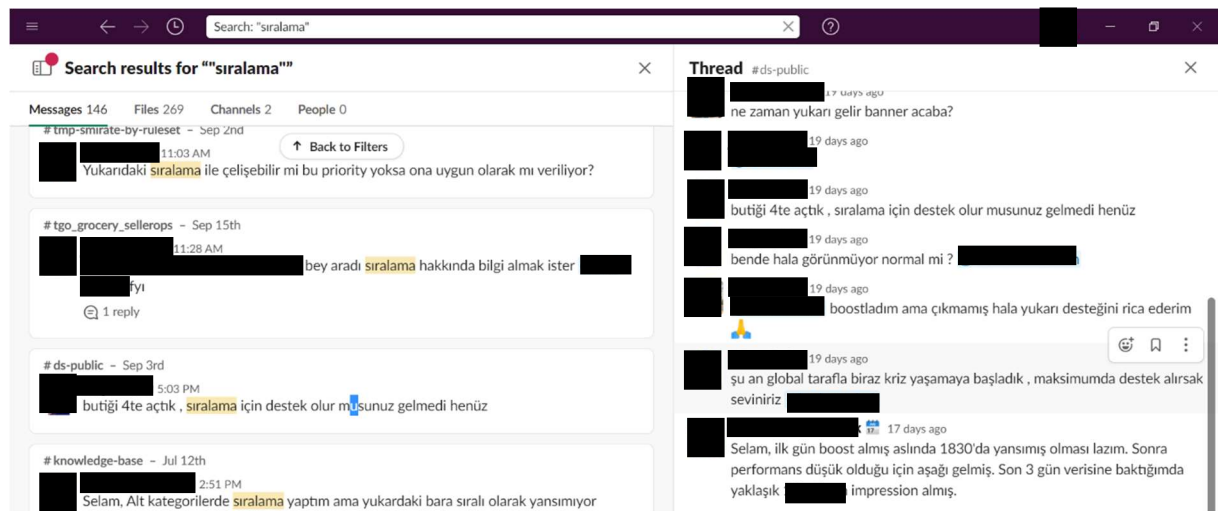 Search: "sıralama"
Search results for ""sıralama""
Messages 146 Files 269 Channels 2 People 0
# tmp-smirate-by-ruleset – Sep 2nd
Back to Filters
11:03 AM
Yukarıdaki sıralama ile çelişebilir mi bu priority yoksa ona uygun olarak mı veriliyor?
# tgo_grocery_sellerops – Sep 15th
11:28 AM
bey aradı sıralama hakkında bilgi almak ister
fyı
1 reply
# ds-public – Sep 3rd
5:03 PM
butiği 4te açtık , sıralama için destek olur musunuz gelmedi henüz
# knowledge-base – Jul 12th
2:51 PM
Selam, Alt kategorilerde sıralama yaptım ama yukardaki bara sıralı olarak yansımıyor
Thread # ds-public
19 days ago
ne zaman yukarı gelir banner acaba?
19 days ago
19 days ago
butiği 4te açtık , sıralama için destek olur musunuz gelmedi henüz
19 days ago
bende hala görünmüyor normal mi ?
19 days ago
boostladım ama çıkmamış hala yukarı desteğini rica ederim
19 days ago
şu an global tarafla biraz kriz yaşamaya başladık , maksimumda destek alırsak
seviniriz
17 days ago
Selam, ilk gün boost almış aslında 1830'da yansımış olması lazım. Sonra
performans düşük olduğu için aşağı gelmiş. Son 3 gün verisine baktığımda
yaklaşık impression almış.